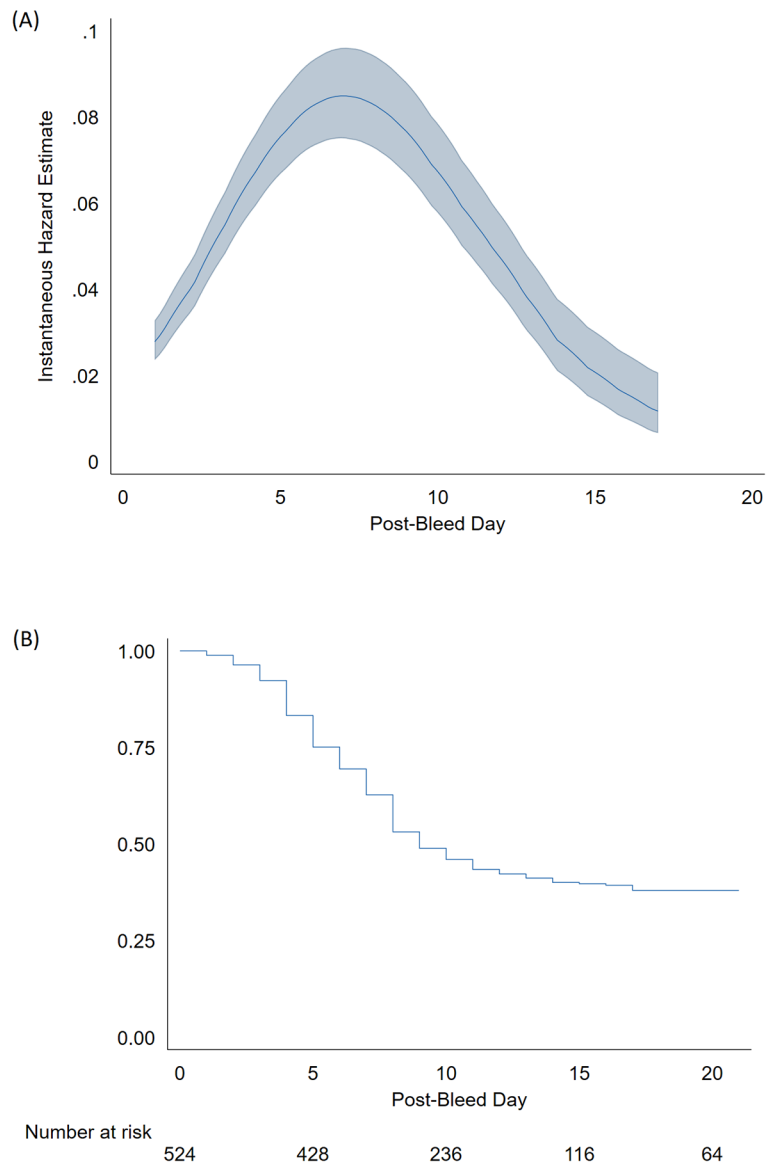 (A)
Instantaneous Hazard Estimate
.1
.08
.06
.04
.02
0
0 5 10 15 20
Post-Bleed Day
(B)
1.00
0.75
0.50
0.25
0.00
0 5 10 15 20
Post-Bleed Day
Number at risk
524 428 236 116 64